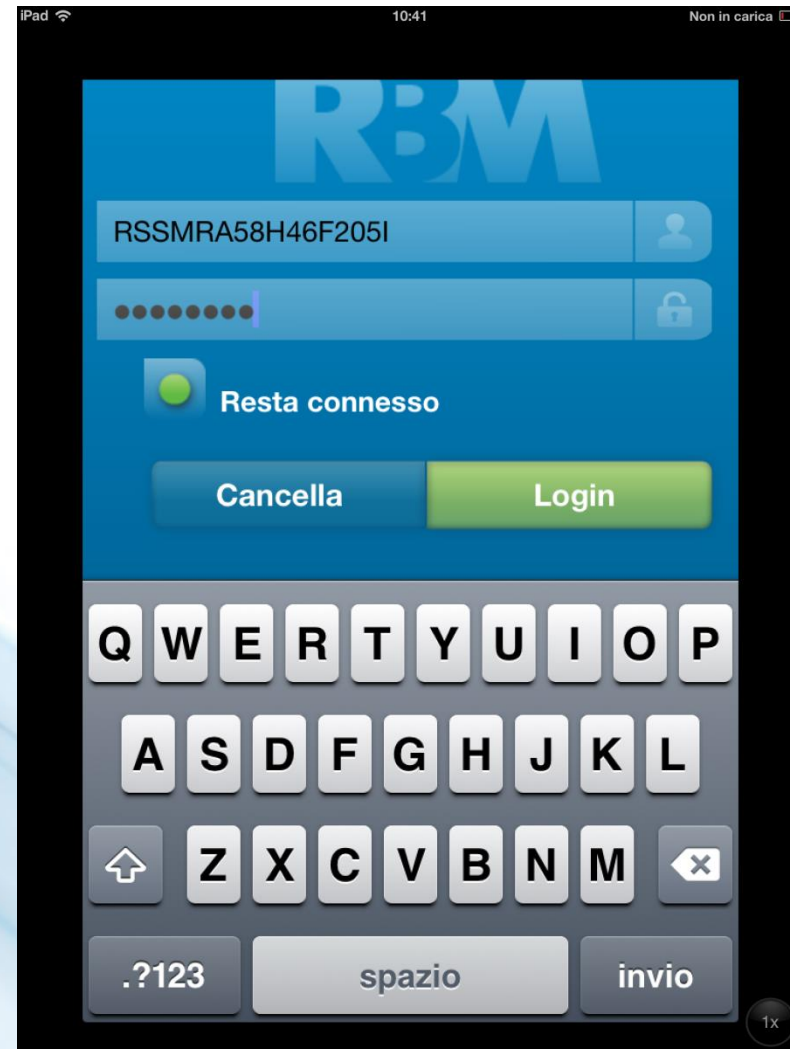 iPad 10:41 Non in carica
RBM
RSSMRA58H46F205I
••••••••
Resta connesso
Cancella Login
Q W E R T Y U I O P
A S D F G H J K L
Z X C V B N M
.?123 spazio invio
1x